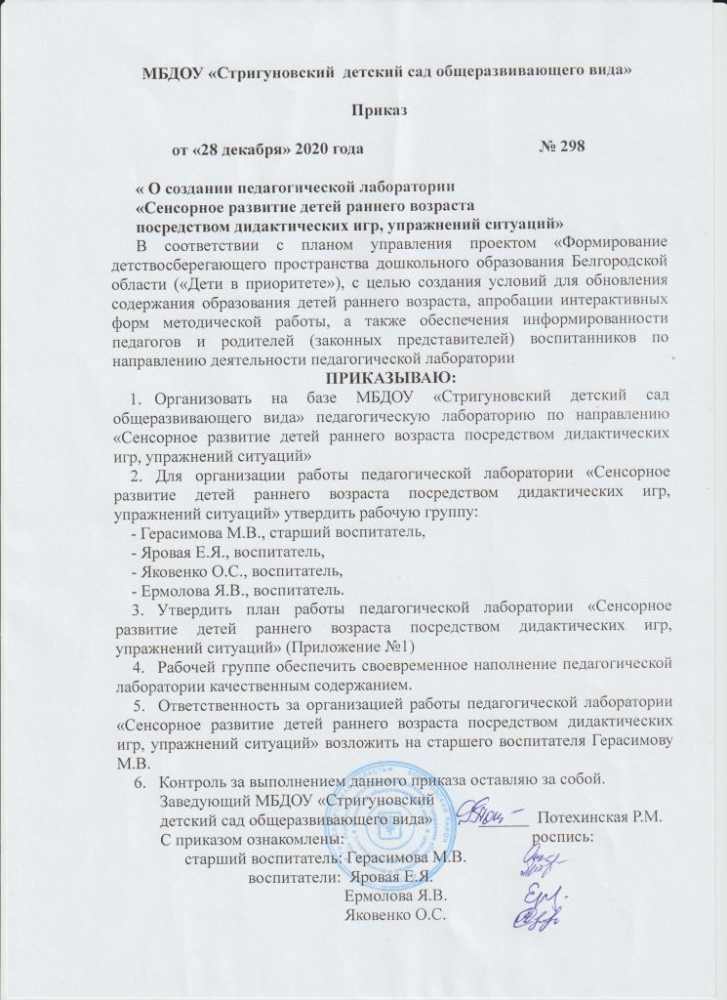 МБДОУ «Стригуновский детский сад общеразвивающего вида»
Приказ
от «28 декабря» 2020 года № 298
« О создании педагогической лаборатории
«Сенсорное развитие детей раннего возраста
посредством дидактических игр, упражнений ситуаций»
В соответствии с планом управления проектом «Формирование
детствосберегающего пространства дошкольного образования Белгородской
области («Дети в приоритете»), с целью создания условий для обновления
содержания образования детей раннего возраста, апробации интерактивных
форм методической работы, а также обеспечения информированности
педагогов и родителей (законных представителей) воспитанников по
направлению деятельности педагогической лаборатории
ПРИКАЗЫВАЮ:
1. Организовать на базе МБДОУ «Стригуновский детский сад
общеразвивающего вида» педагогическую лабораторию по направлению
«Сенсорное развитие детей раннего возраста посредством дидактических
игр, упражнений ситуаций»
2. Для организации работы педагогической лаборатории «Сенсорное
развитие детей раннего возраста посредством дидактических игр,
упражнений ситуаций» утвердить рабочую группу:
- Герасимова М.В., старший воспитатель,
- Яровая Е.Я., воспитатель,
- Яковенко О.С., воспитатель,
- Ермолова Я.В., воспитатель.
3. Утвердить план работы педагогической лаборатории «Сенсорное
развитие детей раннего возраста посредством дидактических игр,
упражнений ситуаций» (Приложение №1)
4. Рабочей группе обеспечить своевременное наполнение педагогической
лаборатории качественным содержанием.
5. Ответственность за организацией работы педагогической лаборатории
«Сенсорное развитие детей раннего возраста посредством дидактических
игр, упражнений ситуаций» возложить на старшего воспитателя Герасимову
М.В.
6. Контроль за выполнением данного приказа оставляю за собой.
Заведующий МБДОУ «Стригуновский
детский сад общеразвивающего вида» ______ Потехинская Р.М.
С приказом ознакомлены: роспись:
старший воспитатель: Герасимова М.В.
воспитатели: Яровая Е.Я.
Ермолова Я.В.
Яковенко О.С.